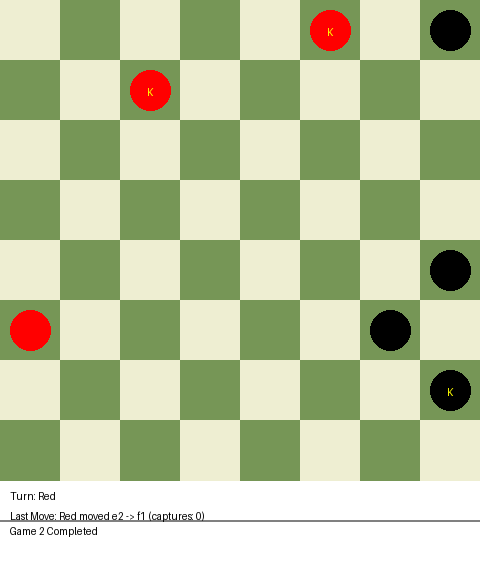 K
K
K
Turn: Red
Last Move: Red moved e2 -> f1 (captures: 0)
Game 2 Completed